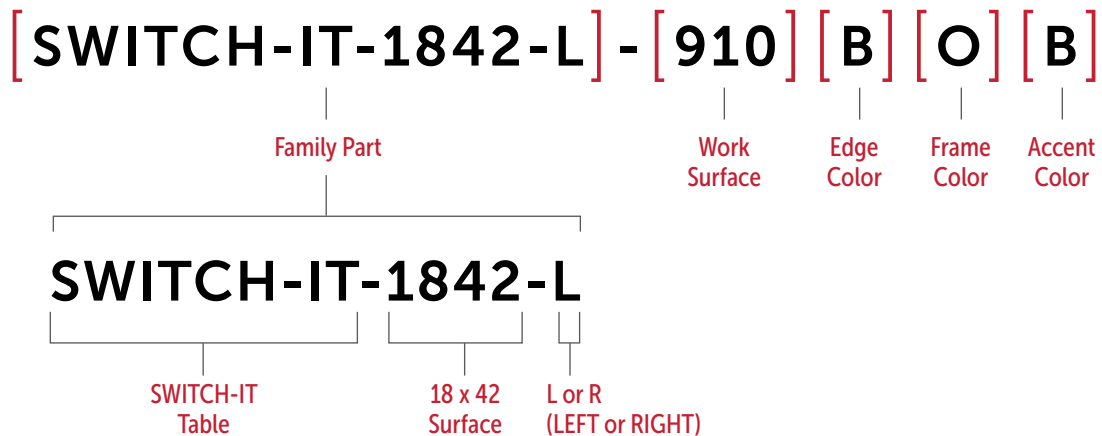 [SWITCH-IT-1842-L]-[910][B][O][B]
Family Part
Work
Surface
Edge
Color
Frame
Color
Accent
Color
SWITCH-IT-1842-L
SWITCH-IT
Table
18 x 42
Surface
L or R
(LEFT or RIGHT)